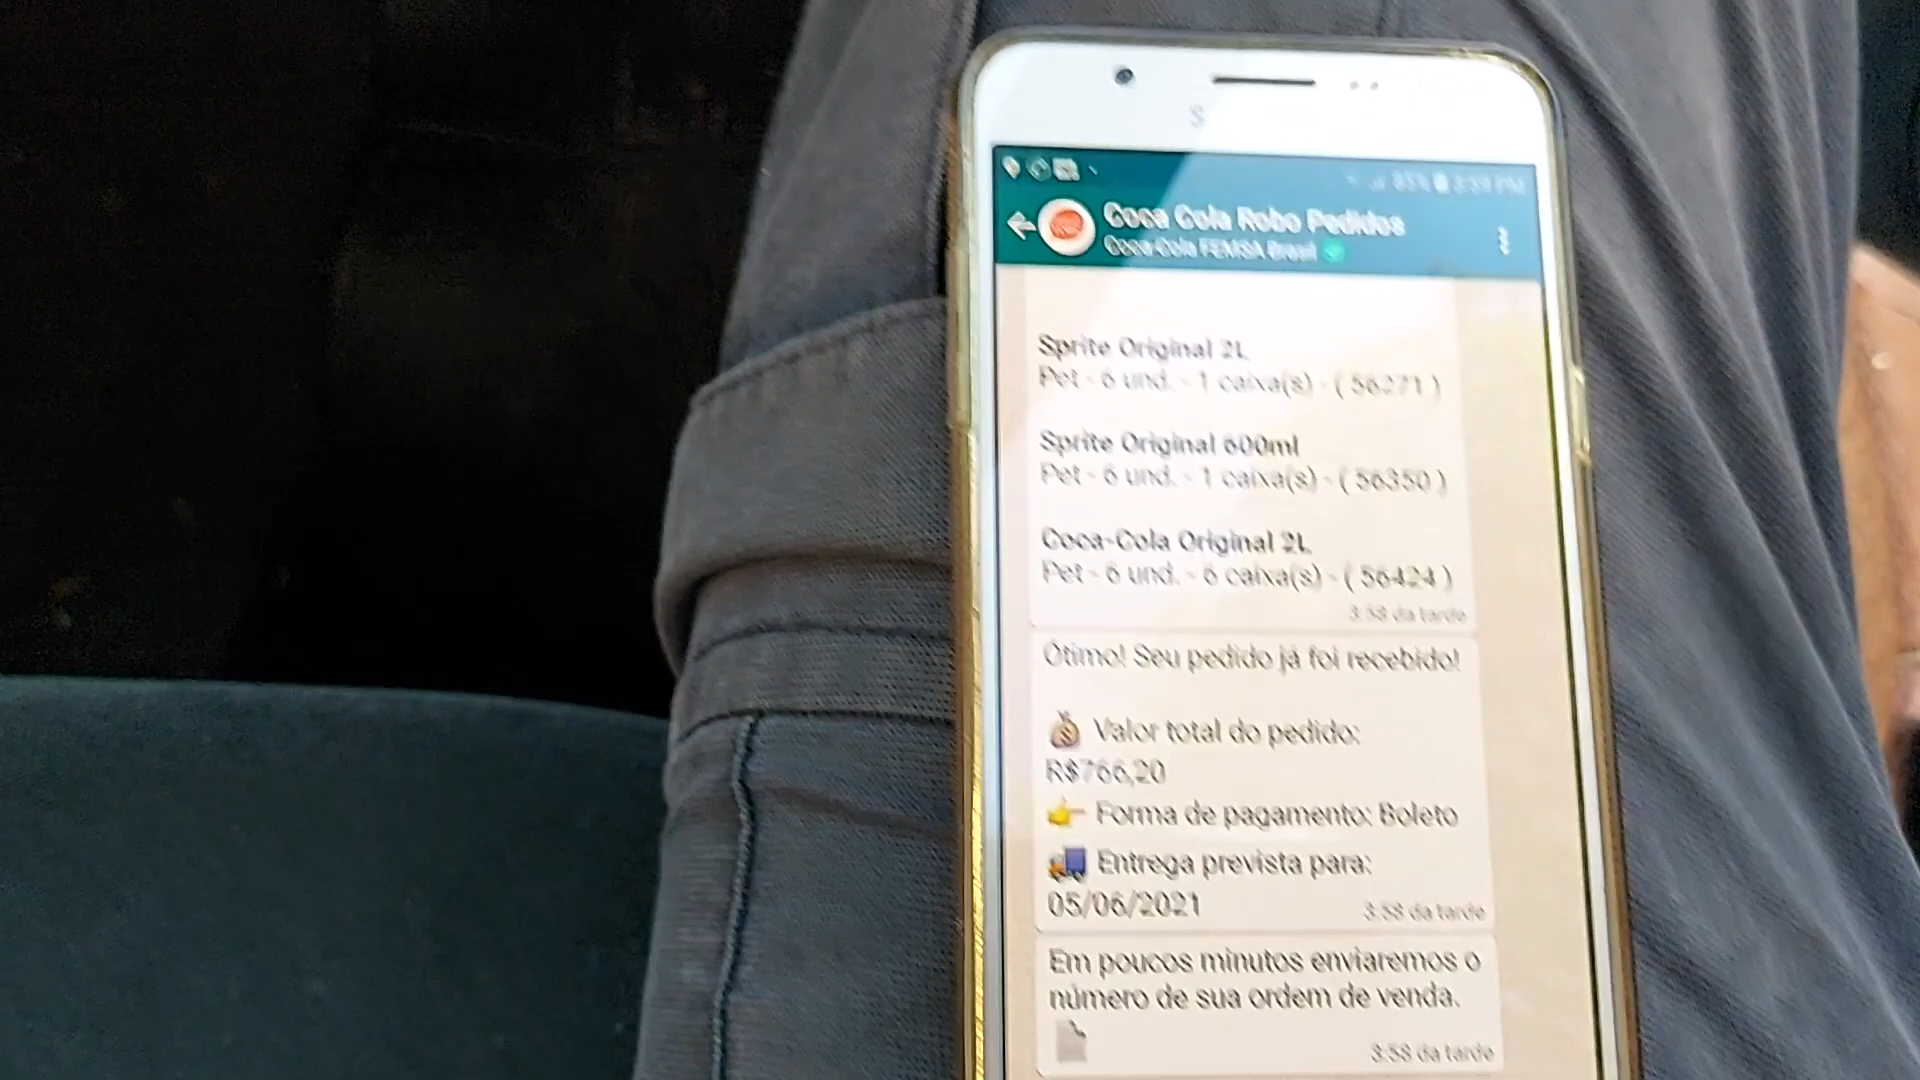 Coca Cola Robo Pedidos
Coca-Cola FEMSA Brasil
Sprite Original 2L
Pet - 6 und. - 1 caixa(s) - ( 56271 )
Sprite Original 600ml
Pet - 6 und. - 1 caixa(s) - ( 56350 )
Coca-Cola Original 2L
Pet - 6 und. - 6 caixa(s) - ( 56424 )
3:58 da tarde
Ótimo! Seu pedido já foi recebido!
Valor total do pedido:
R$766,20
Forma de pagamento: Boleto
Entrega prevista para:
05/06/2021
3:58 da tarde
Em poucos minutos enviaremos o
número de sua ordem de venda.
3:58 da tarde